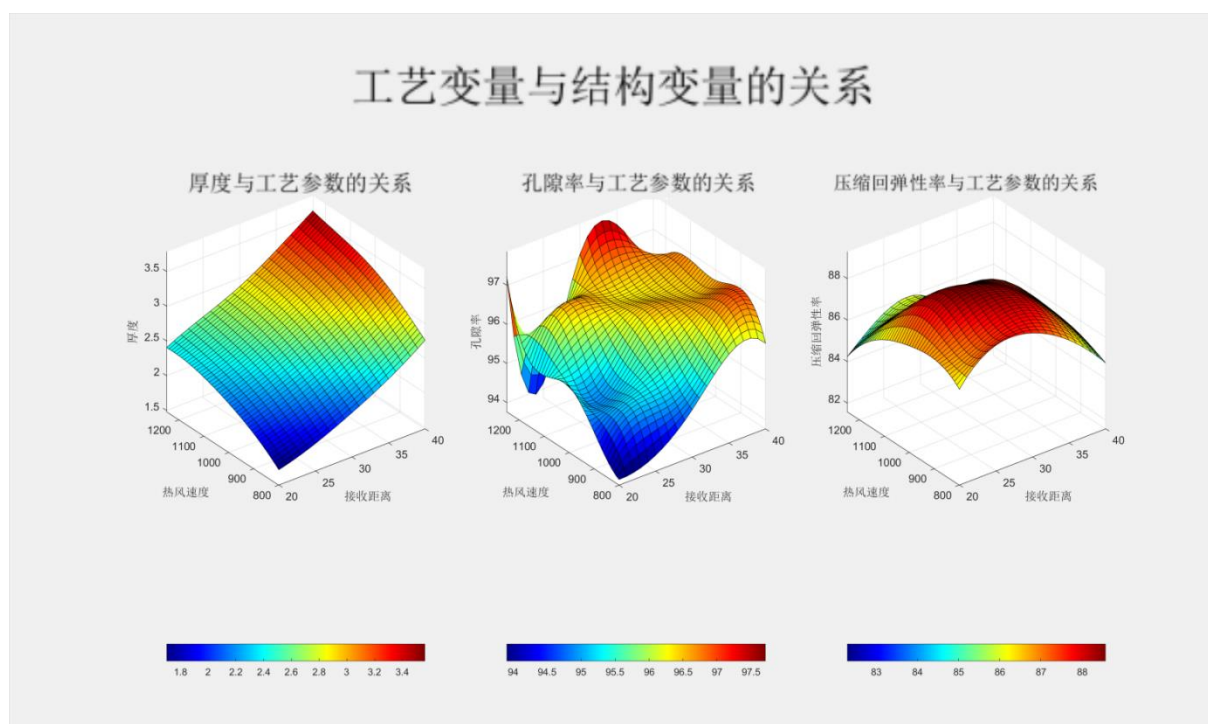 工艺变量与结构变量的关系
厚度与工艺参数的关系
3.5
3
2.5
2
1.5
厚度
1200
1100
1000
900
800
热风速度
20
25
30
35
40
接收距离
1.8 2 2.2 2.4 2.6 2.8 3 3.2 3.4
孔隙率与工艺参数的关系
97
96
95
94
孔隙率
1200
1100
1000
900
800
热风速度
20
25
30
35
40
接收距离
94 94.5 95 95.5 96 96.5 97 97.5
压缩回弹性率与工艺参数的关系
88
86
84
82
压缩回弹性率
1200
1100
1000
900
800
热风速度
20
25
30
35
40
接收距离
83 84 85 86 87 88